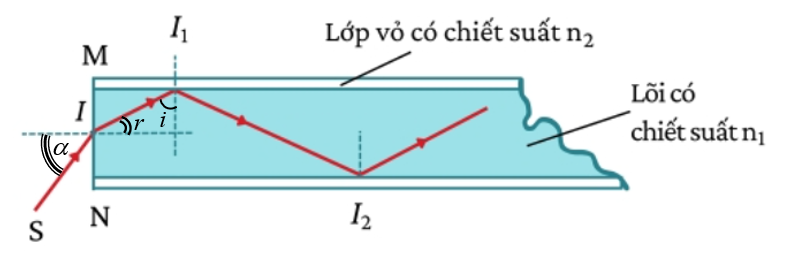 I₁
Lớp vỏ có chiết suất n₂
M
Lõi có
chiết suất n₁
I
r
i
α
S
N
I₂